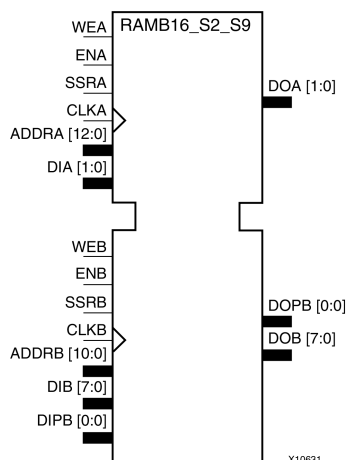 RAMB16_S2_S9
WEA
ENA
SSRA
CLKA
ADDRA [12:0]
DIA [1:0]
DOA [1:0]
WEB
ENB
SSRB
CLKB
ADDRB [10:0]
DIB [7:0]
DIPB [0:0]
DOPB [0:0]
DOB [7:0]
X10631